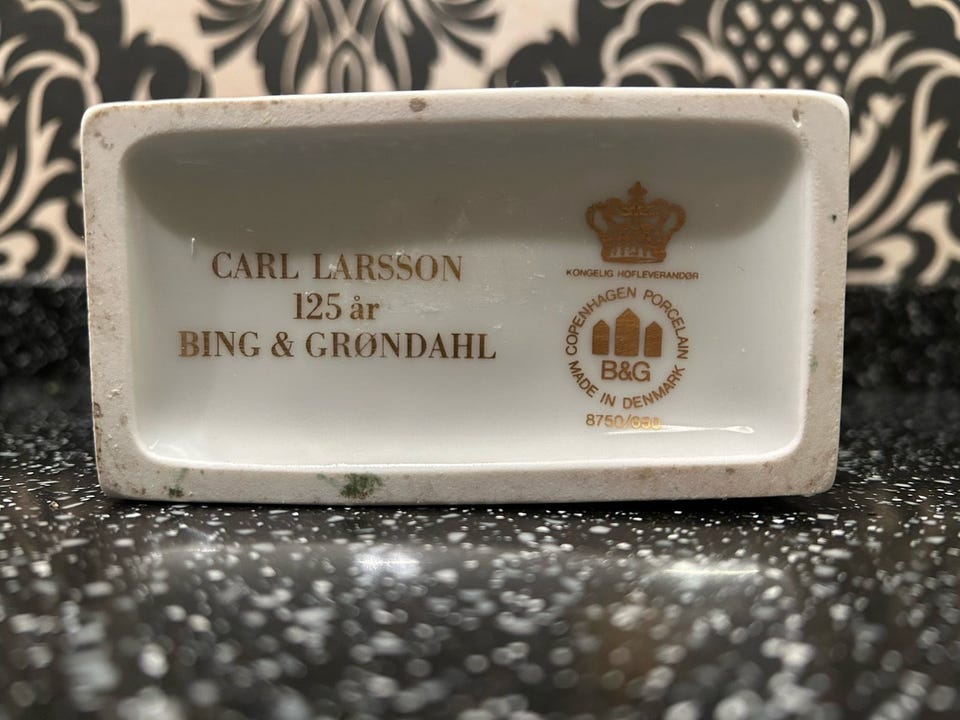 CARL LARSSON
125 år
BING & GRØNDAHL
KONGELIG HOFLEVERANDØR
COPENHAGEN PORCELAIN
B&G
MADE IN DENMARK